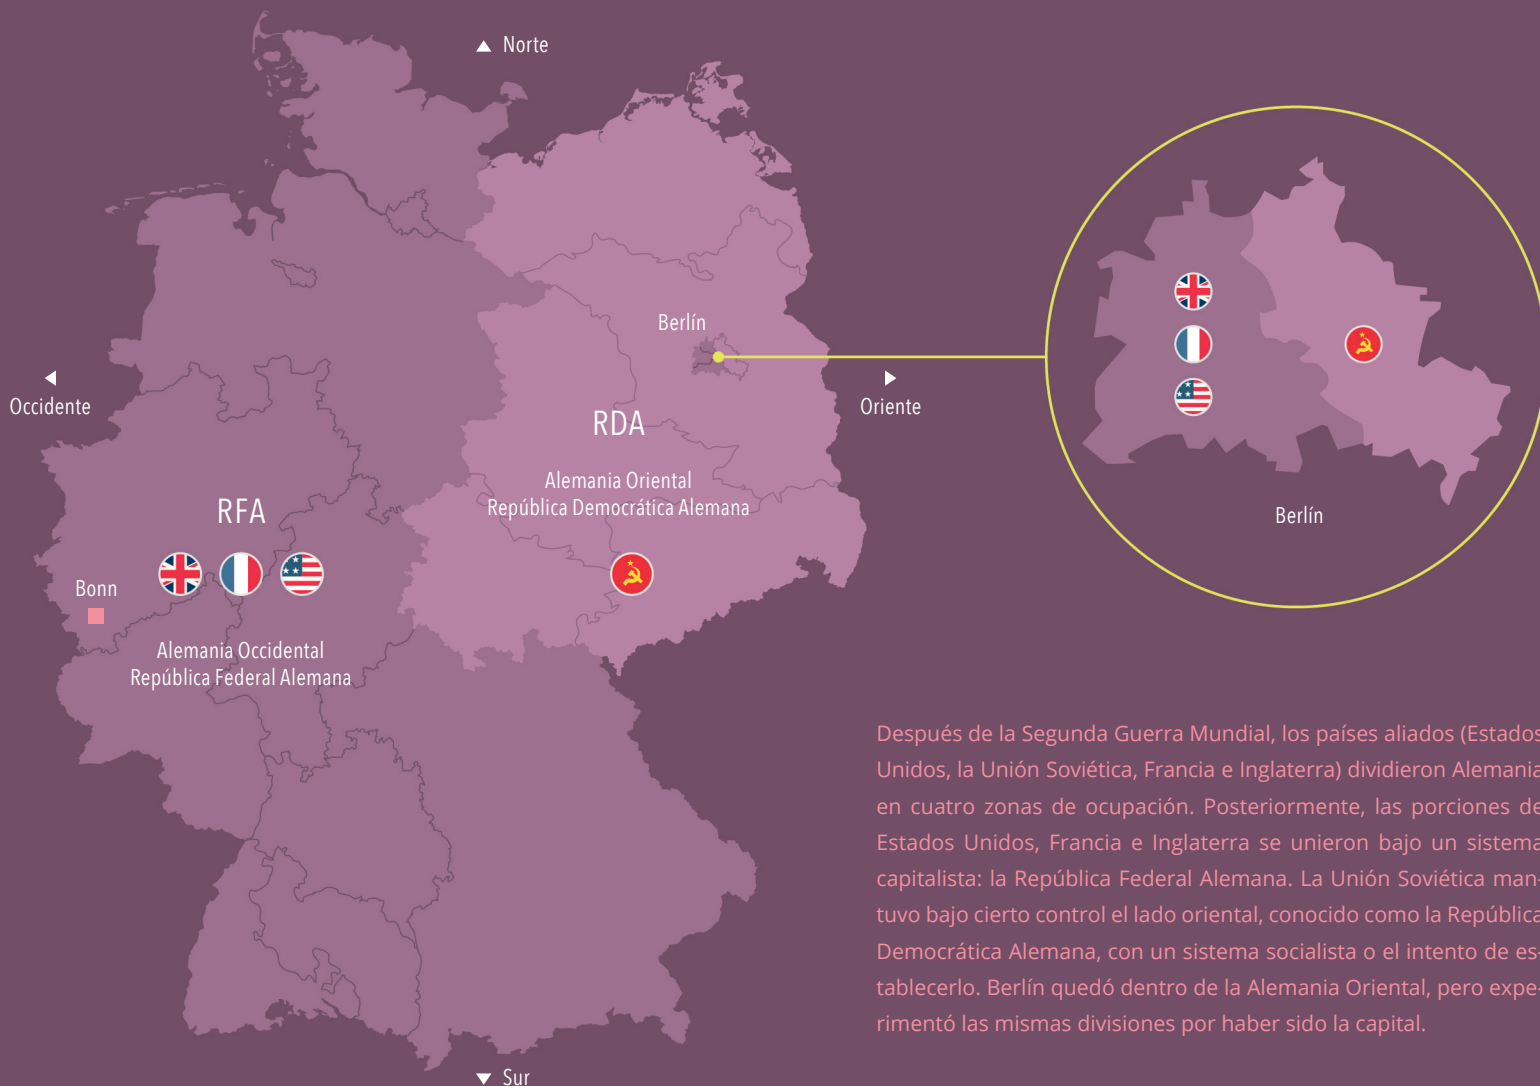 Norte
Berlín
Occidente
Oriente
RDA
Alemania Oriental
República Democrática Alemana
RFA
Bonn
Alemania Occidental
República Federal Alemana
Berlín
Después de la Segunda Guerra Mundial, los países aliados (Estados
Unidos, la Unión Soviética, Francia e Inglaterra) dividieron Alemania
en cuatro zonas de ocupación. Posteriormente, las porciones de
Estados Unidos, Francia e Inglaterra se unieron bajo un sistema
capitalista: la República Federal Alemana. La Unión Soviética man-
tuvo bajo cierto control el lado oriental, conocido como la República
Democrática Alemana, con un sistema socialista o el intento de es-
tablecerlo. Berlín quedó dentro de la Alemania Oriental, pero expe-
rimentó las mismas divisiones por haber sido la capital.
Sur